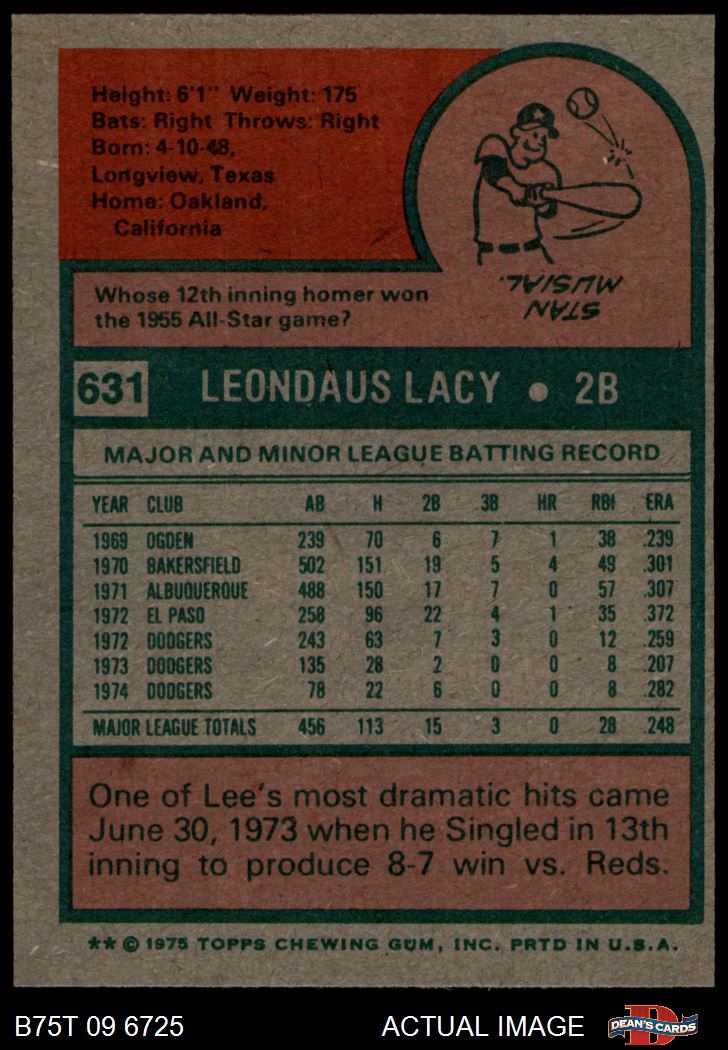 Height: 6'1" Weight: 175
Bats: Right Throws: Right
Born: 4-10-48,
Longview, Texas
Home: Oakland,
California
Whose 12th inning homer won
the 1955 All-Star game?
STAN
MUSIAL.
631 LEONDAUS LACY • 2B
MAJOR AND MINOR LEAGUE BATTING RECORD
YEAR CLUB AB H 2B 3B HR RBI ERA
1969 OGDEN 239 70 6 7 1 38 .239
1970 BAKERSFIELD 502 151 19 5 4 49 .301
1971 ALBUQUERQUE 488 150 17 7 0 57 .307
1972 EL PASO 258 96 22 4 1 35 .372
1972 DODGERS 243 63 7 3 0 12 .259
1973 DODGERS 135 28 2 0 0 8 .207
1974 DODGERS 78 22 6 0 0 8 .282
MAJOR LEAGUE TOTALS 456 113 15 3 0 28 .248
One of Lee's most dramatic hits came
June 30, 1973 when he Singled in 13th
inning to produce 8-7 win vs. Reds.
** © 1975 TOPPS CHEWING GUM, INC. PRTD IN U.S.A.
B75T 09 6725 ACTUAL IMAGE DEAN'S CARDS